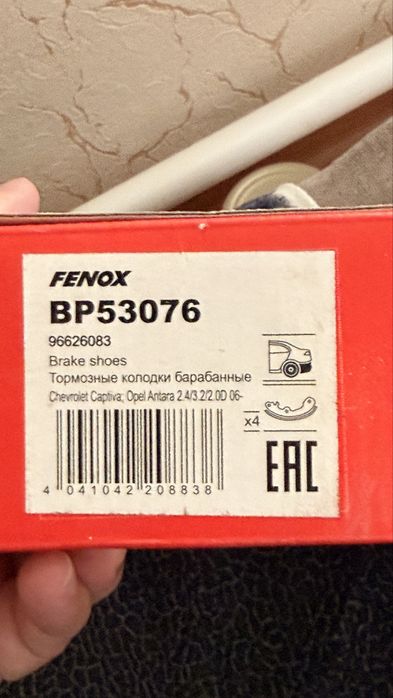 FENOX
BP53076
96626083
Brake shoes
Тормозные колодки барабанные
Chevrolet Captiva; Opel Antara 2.4/3.2/2.0D 06-
x4
EAC
4 041042 208838